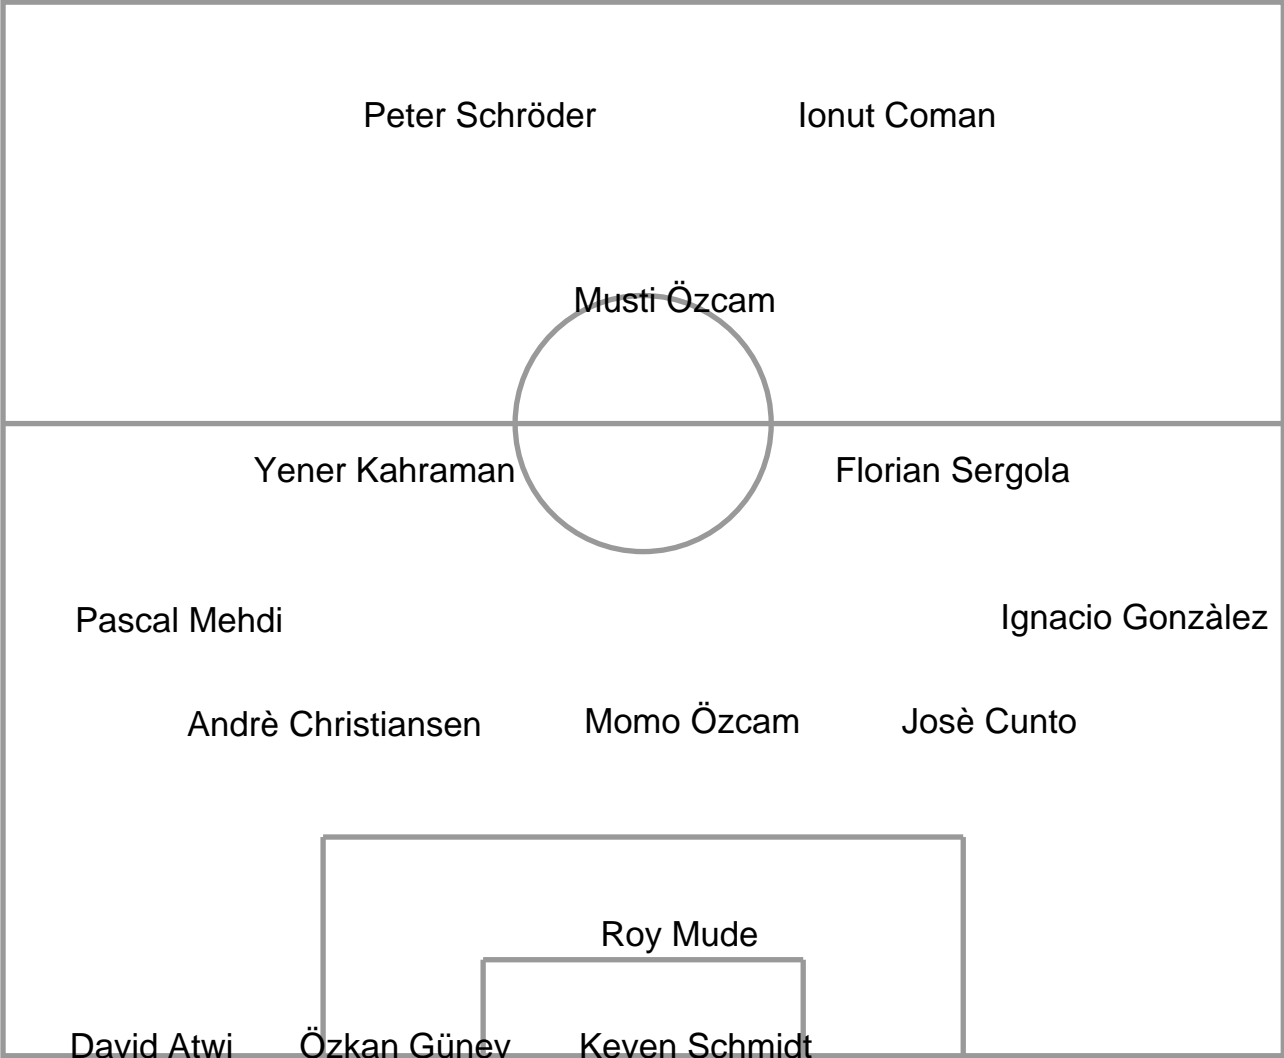 Peter Schröder
Ionut Coman
Musti Özcam
Yener Kahraman
Florian Sergola
Pascal Mehdi
Ignacio Gonzàlez
Andrè Christiansen
Momo Özcam
Josè Cunto
Roy Mude
David Atwi
Özkan Güney
Keven Schmidt